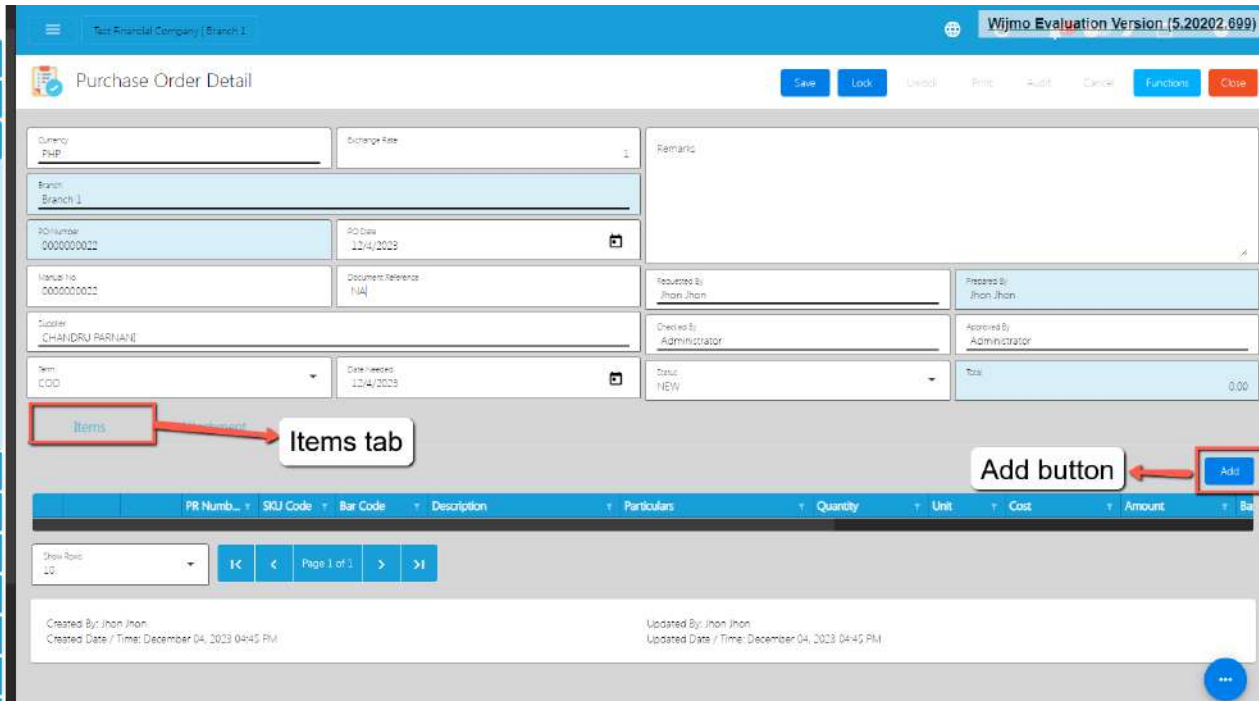 Test Financial Company | Branch 1
Wijmo Evaluation Version (5.20202.699)
Purchase Order Detail
Save Lock Unlock Print Audit Cancel Functions Close
Currency
PHP
Exchange Rate
1
Remarks
Branch
Branch 1
PO Number
0000000022
PO Date
12/4/2023
Manual No
0000000022
Document Reference
NA
Requested By
Jhon Jhon
Prepared By
Jhon Jhon
Supplier
CHANDRU PARNANI
Checked By
Administrator
Approved By
Administrator
Term
COD
Date Needed
12/4/2023
Status
NEW
Total
0.00
Items
Items tab
Add button
Add
PR Numb... SKU Code Bar Code Description Particulars Quantity Unit Cost Amount Ba
Show Rows
10
Page 1 of 1
Created By: Jhon Jhon
Created Date / Time: December 04, 2023 04:45 PM
Updated By: Jhon Jhon
Updated Date / Time: December 04, 2023 04:45 PM